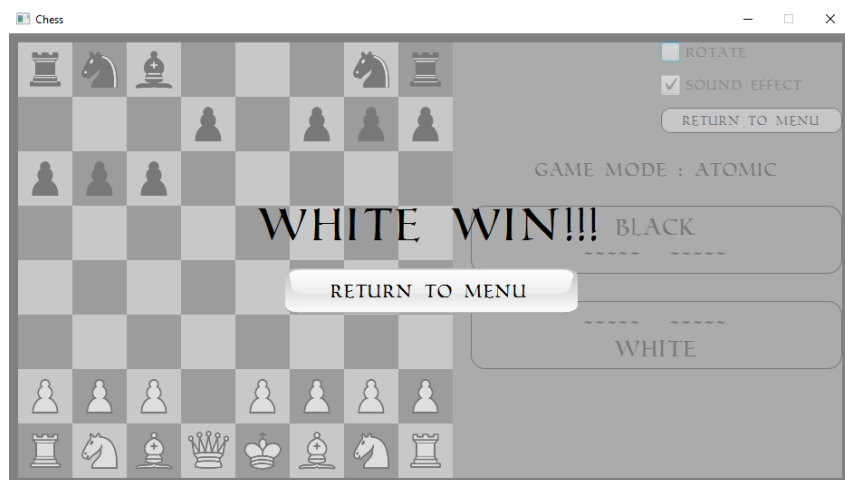 Chess
ROTATE
SOUND EFFECT
RETURN TO MENU
GAME MODE : ATOMIC
WHITE WIN!!!
BLACK
~~~~~ ~~~~~
RETURN TO MENU
~~~~~ ~~~~~
WHITE